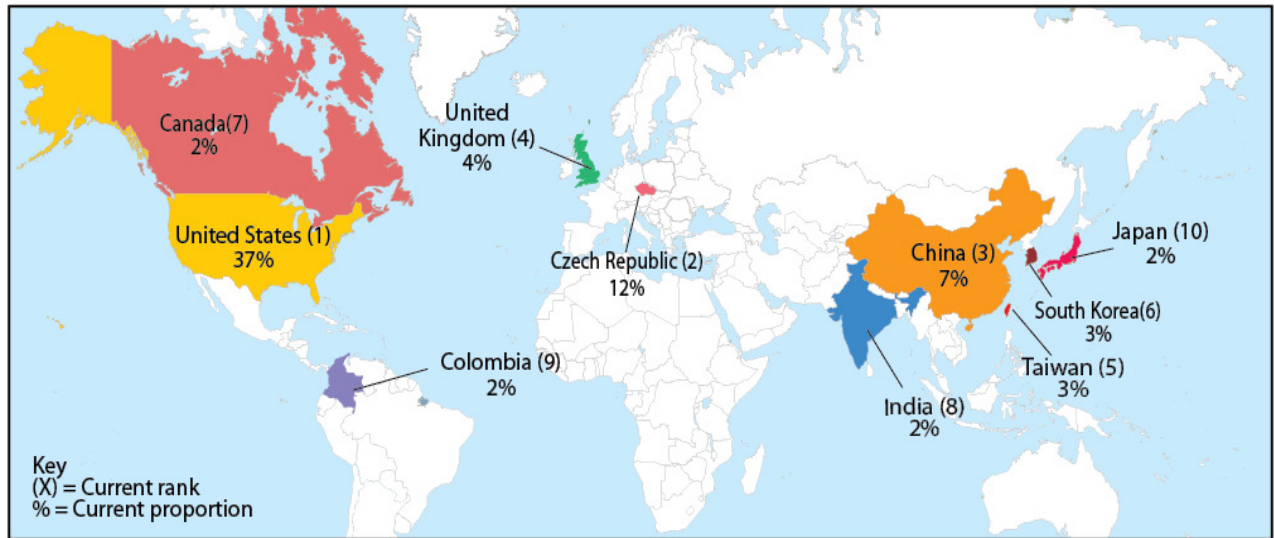 Canada(7)
2%
United
Kingdom (4)
4%
United States (1)
37%
Czech Republic (2)
12%
China (3)
7%
Japan (10)
2%
South Korea(6)
3%
Taiwan (5)
3%
Colombia (9)
2%
India (8)
2%
Key
(X) = Current rank
% = Current proportion